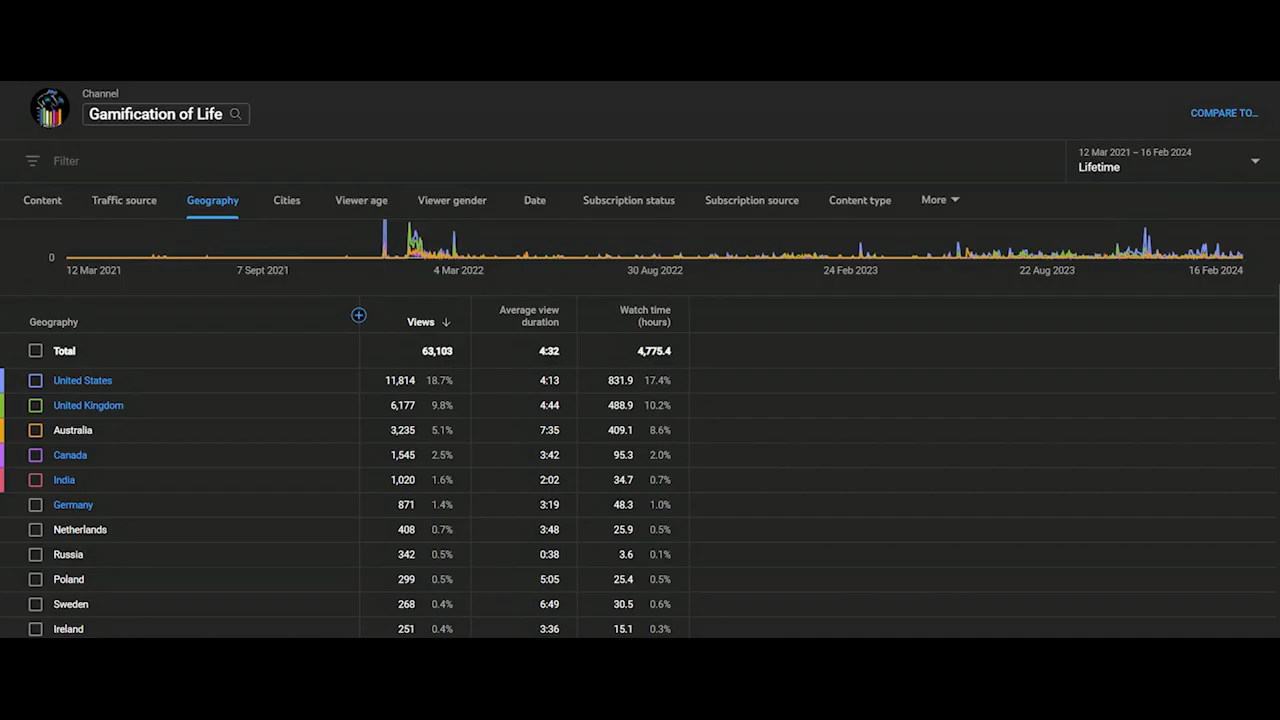 Channel
Gamification of Life
COMPARE TO...
Filter
12 Mar 2021 – 16 Feb 2024
Lifetime
Content Traffic source Geography Cities Viewer age Viewer gender Date Subscription status Subscription source Content type More
0
12 Mar 2021 7 Sept 2021 4 Mar 2022 30 Aug 2022 24 Feb 2023 22 Aug 2023 16 Feb 2024
Geography Views Average view duration Watch time (hours)
Total 63,103 4:32 4,775.4
United States 11,814 18.7% 4:13 831.9 17.4%
United Kingdom 6,177 9.8% 4:44 488.9 10.2%
Australia 3,235 5.1% 7:35 409.1 8.6%
Canada 1,545 2.5% 3:42 95.3 2.0%
India 1,020 1.6% 2:02 34.7 0.7%
Germany 871 1.4% 3:19 48.3 1.0%
Netherlands 408 0.7% 3:48 25.9 0.5%
Russia 342 0.5% 0:38 3.6 0.1%
Poland 299 0.5% 5:05 25.4 0.5%
Sweden 268 0.4% 6:49 30.5 0.6%
Ireland 251 0.4% 3:36 15.1 0.3%